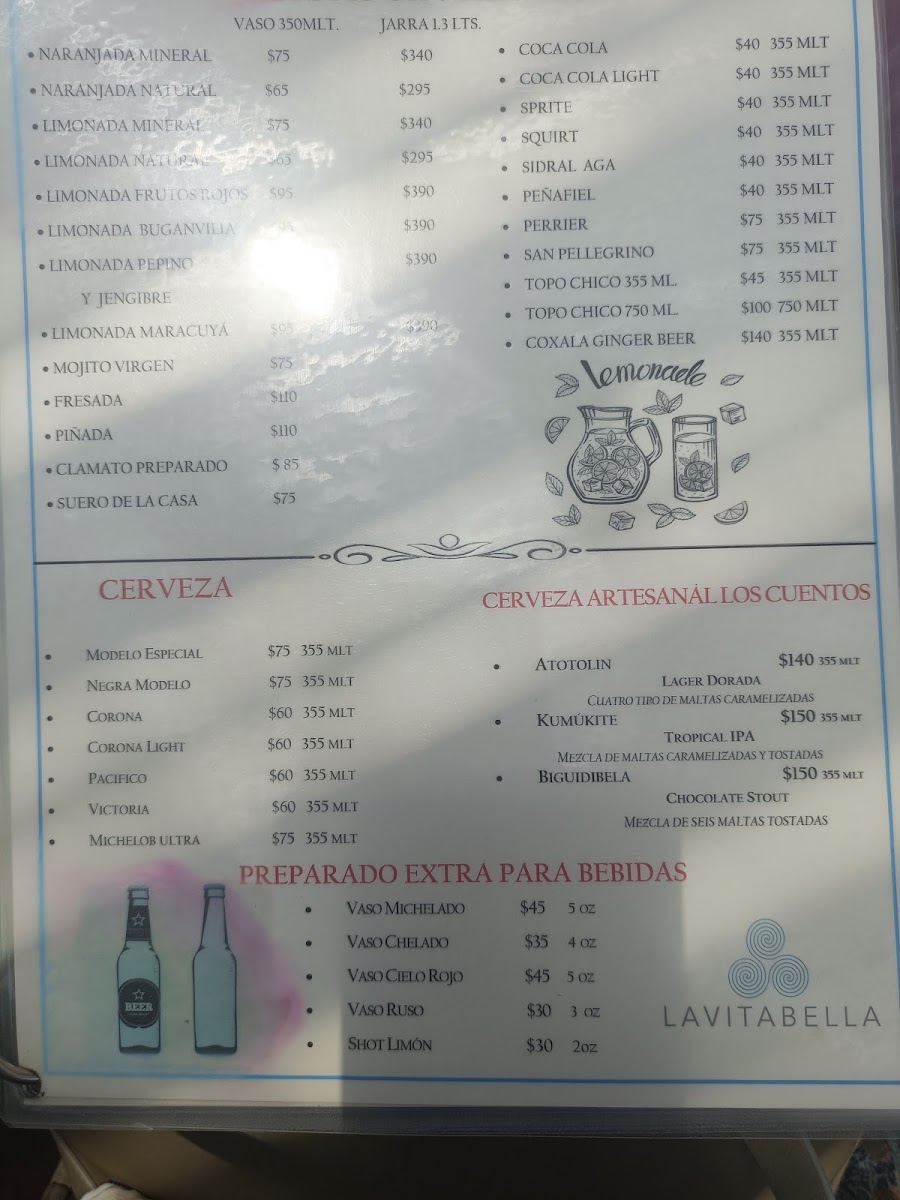 VASO 350MLT. JARRA 1.3 LTS.
• NARANJADA MINERAL $75 $340
• NARANJADA NATURAL $65 $295
• LIMONADA MINERAL $75 $340
• LIMONADA NATURAL $65 $295
• LIMONADA FRUTOS ROJOS $95 $390
• LIMONADA BUGANVILIA $390
• LIMONADA PEPINO $390
Y JENGIBRE
• LIMONADA MARACUYÁ $95 $390
• MOJITO VIRGEN $75
• FRESADA $110
• PIÑADA $110
• CLAMATO PREPARADO $ 85
• SUERO DE LA CASA $75
• COCA COLA $40 355 MLT
• COCA COLA LIGHT $40 355 MLT
• SPRITE $40 355 MLT
• SQUIRT $40 355 MLT
• SIDRAL AGA $40 355 MLT
• PEÑAFIEL $40 355 MLT
• PERRIER $75 355 MLT
• SAN PELLEGRINO $75 355 MLT
• TOPO CHICO 355 ML. $45 355 MLT
• TOPO CHICO 750 ML. $100 750 MLT
• COXALA GINGER BEER $140 355 MLT
Lemonade
CERVEZA
• MODELO ESPECIAL $75 355 MLT
• NEGRA MODELO $75 355 MLT
• CORONA $60 355 MLT
• CORONA LIGHT $60 355 MLT
• PACIFICO $60 355 MLT
• VICTORIA $60 355 MLT
• MICHELOB ULTRA $75 355 MLT
CERVEZA ARTESANÁL LOS CUENTOS
• ATOTOLIN $140 355 MLT
LAGER DORADA
CUATRO TIPO DE MALTAS CARAMELIZADAS
• KUMÚKITE $150 355 MLT
TROPICAL IPA
MEZCLA DE MALTAS CARAMELIZADAS Y TOSTADAS
• BIGUIDIBELA $150 355 MLT
CHOCOLATE STOUT
MEZCLA DE SEIS MALTAS TOSTADAS
PREPARADO EXTRA PARA BEBIDAS
• VASO MICHELADO $45 5 OZ
• VASO CHELADO $35 4 OZ
• VASO CIELO ROJO $45 5 OZ
• VASO RUSO $30 3 OZ
• SHOT LIMÓN $30 2OZ
BEER
LAVITABELLA